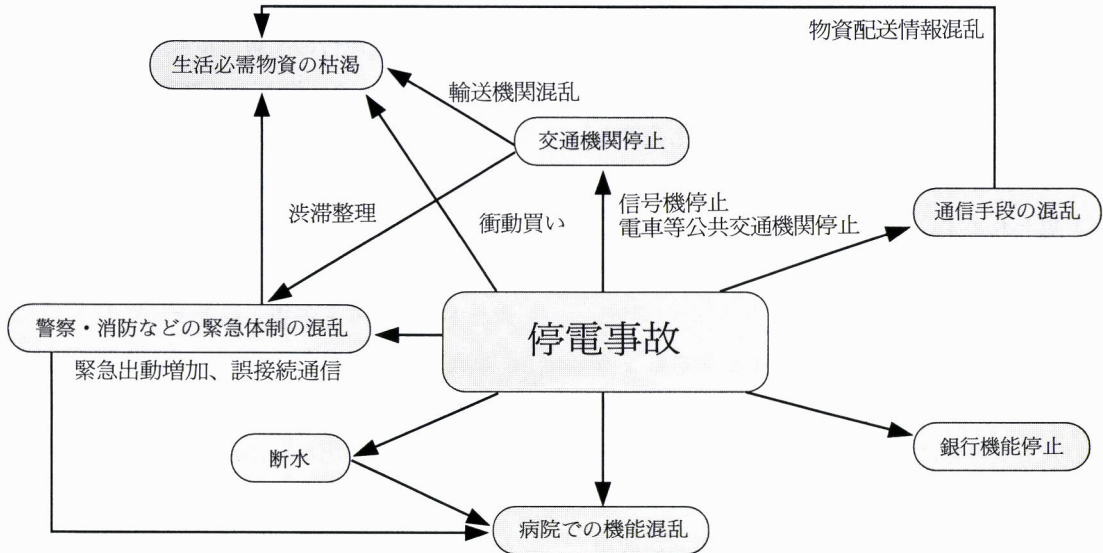 物資配送情報混乱
生活必需物資の枯渇
輸送機関混乱
交通機関停止
渋滞整理
衝動買い
信号機停止
電車等公共交通機関停止
通信手段の混乱
警察・消防などの緊急体制の混乱
停電事故
緊急出動増加、誤接続通信
断水
銀行機能停止
病院での機能混乱